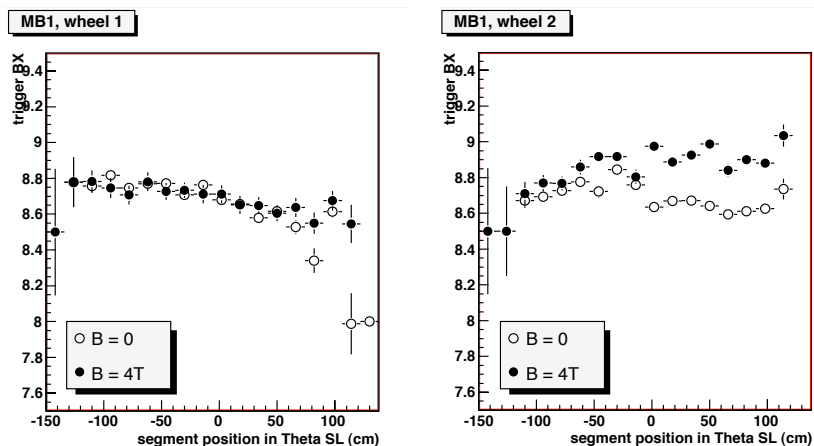 MB1, wheel 1
trigger BX
9.4
9.2
9
8.8
8.6
8.4
8.2
8
7.8
7.6
B = 0
B = 4T
-150 -100 -50 0 50 100
segment position in Theta SL (cm)
MB1, wheel 2
trigger BX
9.4
9.2
9
8.8
8.6
8.4
8.2
8
7.8
7.6
B = 0
B = 4T
-150 -100 -50 0 50 100
segment position in Theta SL (cm)